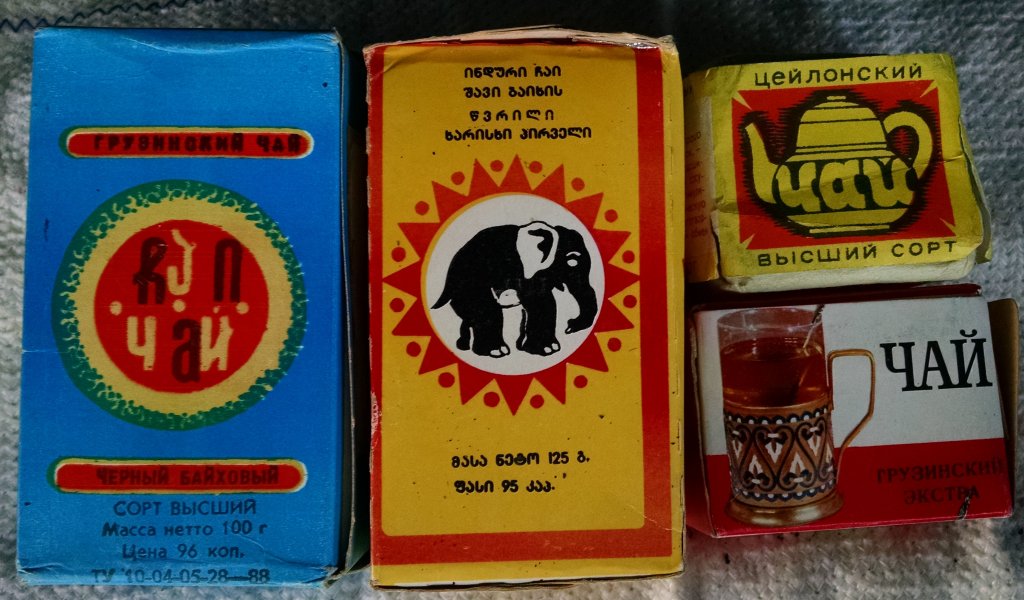 ГРУЗИНСКИЙ ЧАЙ
чай
ЧЕРНЫЙ БАЙХОВЫЙ
СОРТ ВЫСШИЙ
Масса нетто 100 г
Цена 96 коп.
ТУ 10-04-05-28—88
ინდური ჩაი
შავი ბაიხის
წვრილი
ხარისხი პირველი
მასა ნეტო 125 გ.
ფასი 95 კაპ.
ЦЕЙЛОНСКИЙ
чай
ВЫСШИЙ СОРТ
ЧАЙ
ГРУЗИНСКИЙ
ЭКСТРА